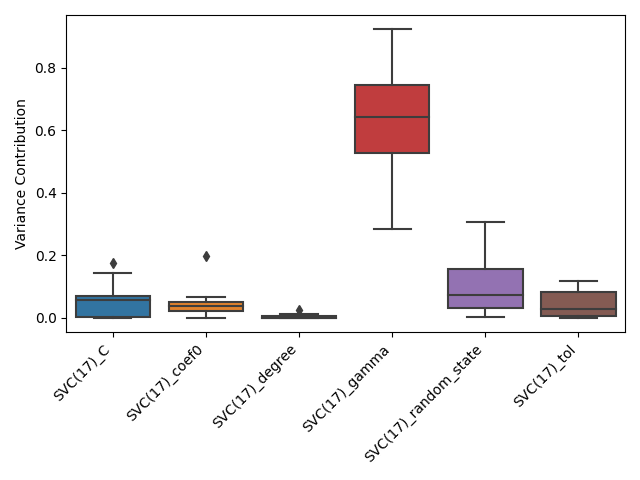 Variance Contribution
0.8
0.6
0.4
0.2
0.0
SVC(17)_C
SVC(17)_coef0
SVC(17)_degree
SVC(17)_gamma
SVC(17)_random_state
SVC(17)_tol